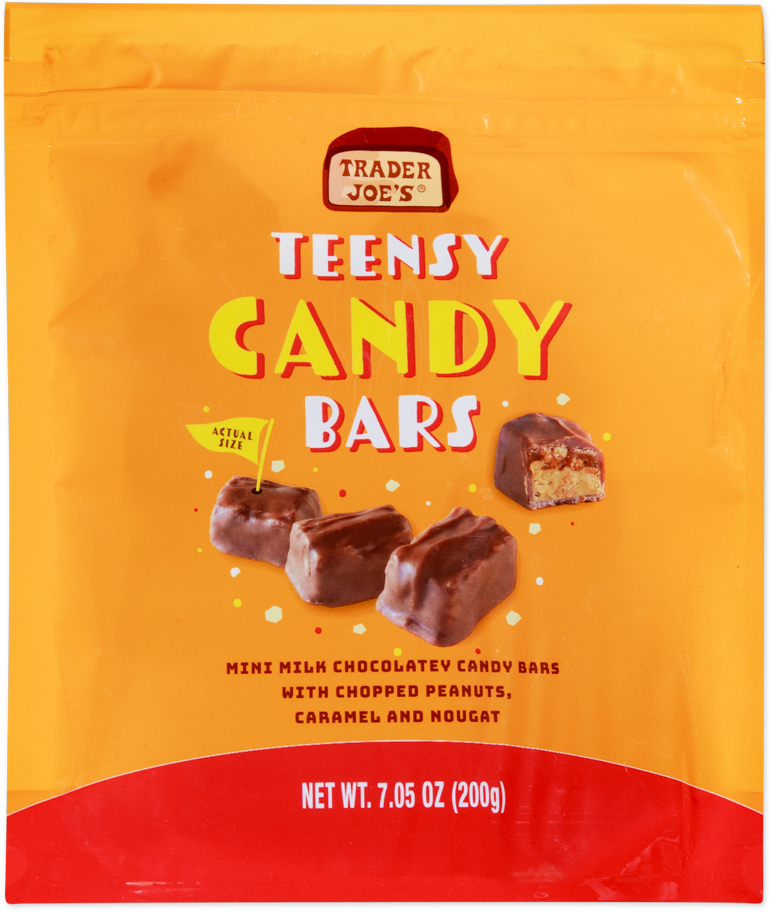 TRADER
JOE'S®
TEENSY
CANDY
BARS
ACTUAL
SIZE
MINI MILK CHOCOLATEY CANDY BARS
WITH CHOPPED PEANUTS,
CARAMEL AND NOUGAT
NET WT. 7.05 OZ (200g)